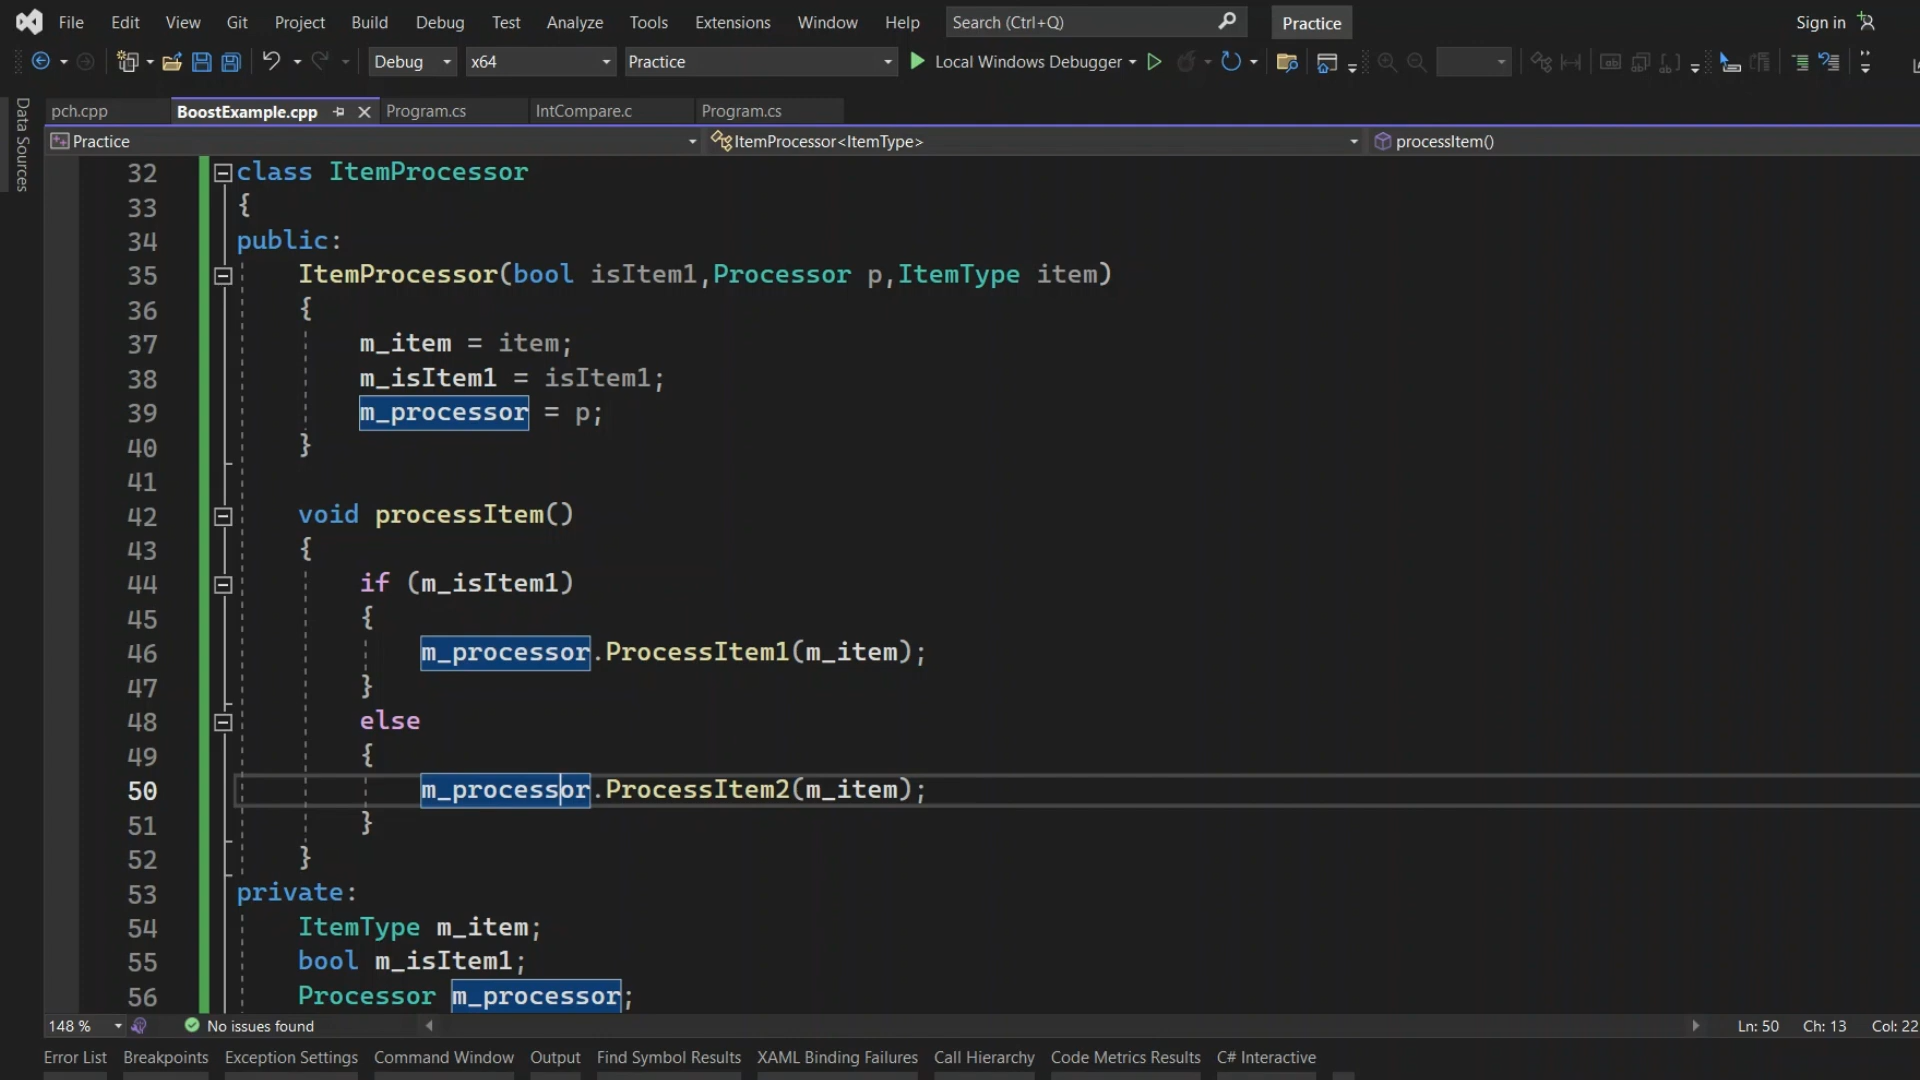 File Edit View Git Project Build Debug Test Analyze Tools Extensions Window Help Search (Ctrl+Q) Practice Sign in
Debug x64 Practice Local Windows Debugger
Data Sources
pch.cpp BoostExample.cpp Program.cs IntCompare.c Program.cs
Practice ItemProcessor<ItemType> processItem()
32 class ItemProcessor
33 {
34 public:
35 ItemProcessor(bool isItem1,Processor p,ItemType item)
36 {
37 m_item = item;
38 m_isItem1 = isItem1;
39 m_processor = p;
40 }
41
42 void processItem()
43 {
44 if (m_isItem1)
45 {
46 m_processor.ProcessItem1(m_item);
47 }
48 else
49 {
50 m_processor.ProcessItem2(m_item);
51 }
52 }
53 private:
54 ItemType m_item;
55 bool m_isItem1;
56 Processor m_processor;
148 % No issues found Ln: 50 Ch: 13 Col: 22
Error List Breakpoints Exception Settings Command Window Output Find Symbol Results XAML Binding Failures Call Hierarchy Code Metrics Results C# Interactive